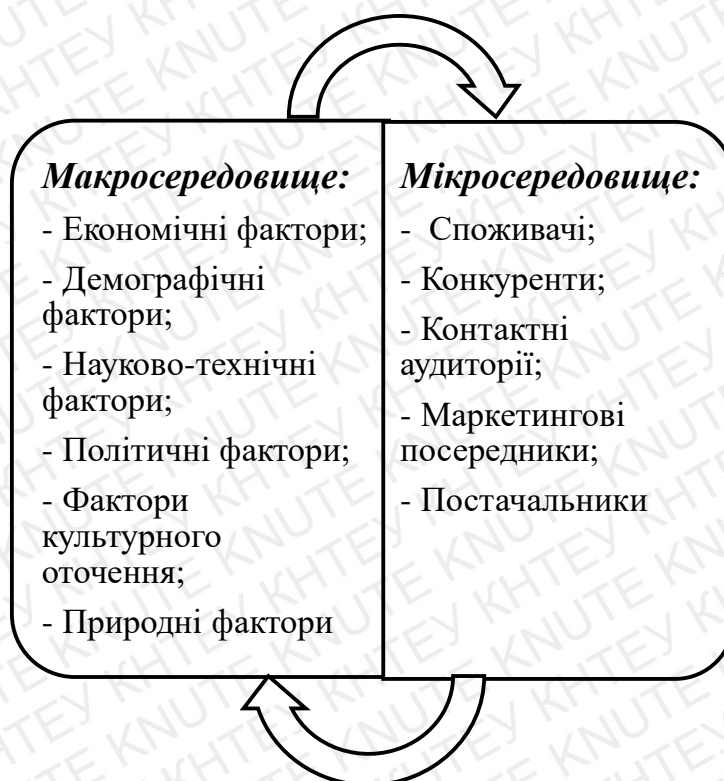 Макросередовище:
- Економічні фактори;
- Демографічні
фактори;
- Науково-технічні
фактори;
- Політичні фактори;
- Фактори
культурного
оточення;
- Природні фактори
Мікросередовище:
- Споживачі;
- Конкуренти;
- Контактні
аудиторії;
- Маркетингові
посередники;
- Постачальники